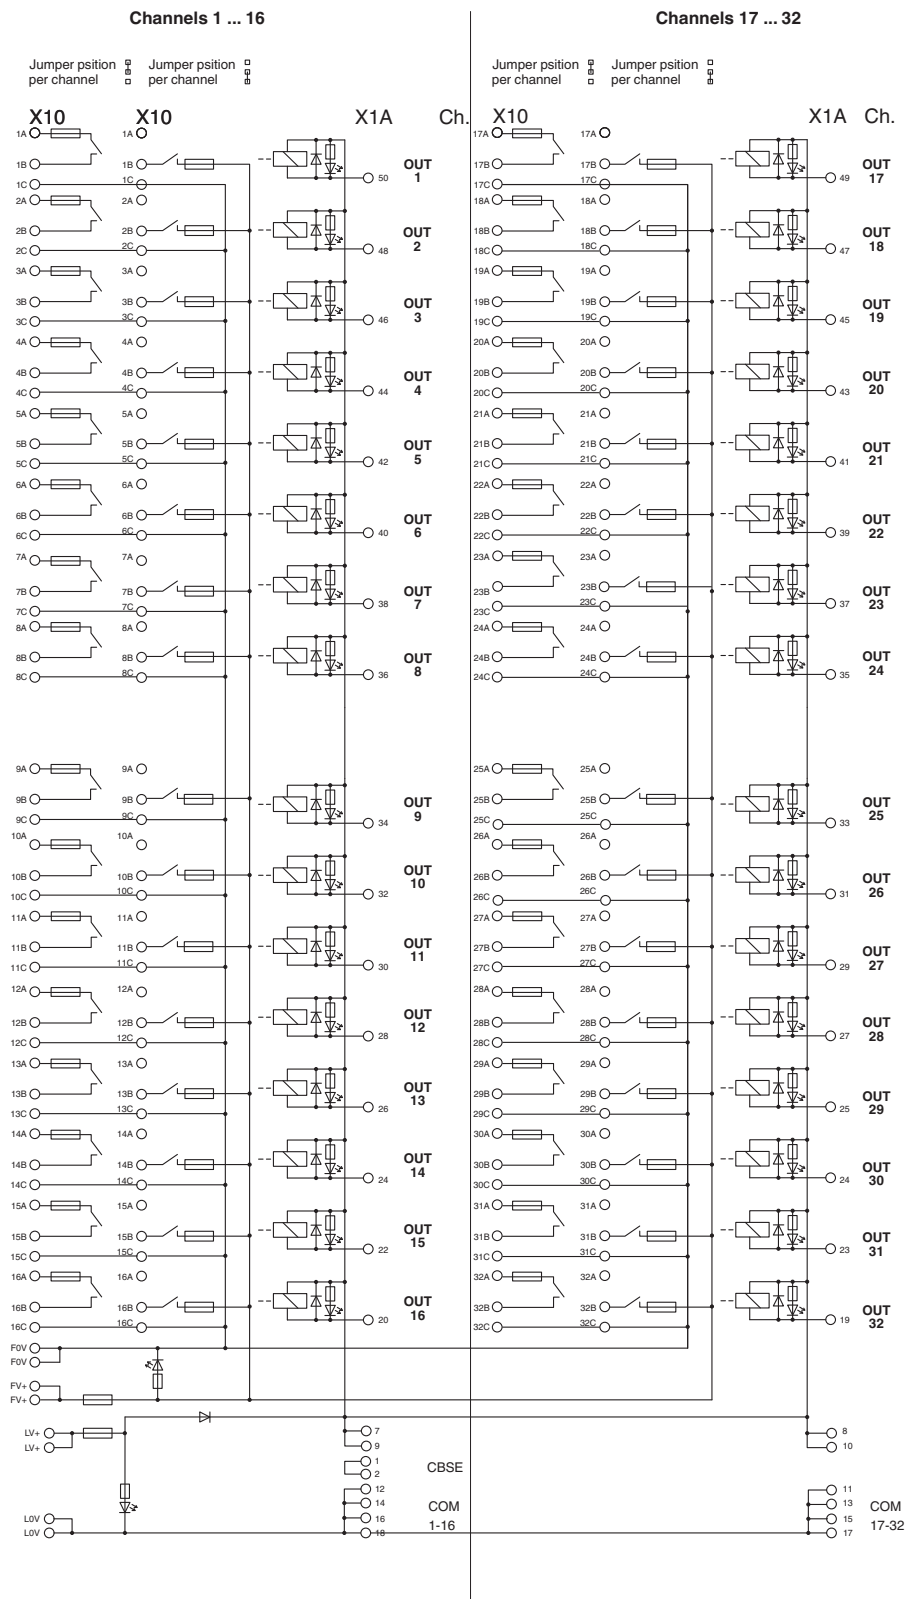 Channels 1 ... 16 Channels 17 ... 32
Jumper psition Jumper psition Jumper psition Jumper psition
per channel per channel per channel per channel
X10 X10 X1A Ch. X10 X1A Ch.
1A 1A 17A 17A
1B 1B OUT 17B 17B OUT
1C 1C 50 1 17C 17C 49 17
2A 2A 18A 18A
2B 2B OUT 18B 18B OUT
2C 2C 48 2 18C 18C 47 18
3A 3A 19A 19A
3B 3B OUT 19B 19B OUT
3C 3C 46 3 19C 19C 45 19
4A 4A 20A 20A
4B 4B OUT 20B 20B OUT
4C 4C 44 4 20C 20C 43 20
5A 5A 21A 21A
5B 5B OUT 21B 21B OUT
5C 5C 42 5 21C 21C 41 21
6A 6A 22A 22A
6B 6B OUT 22B 22B OUT
6C 6C 40 6 22C 22C 39 22
7A 7A 23A 23A
7B 7B OUT 23B 23B OUT
7C 7C 38 7 23C 23C 37 23
8A 8A 24A 24A
8B 8B OUT 24B 24B OUT
8C 8C 36 8 24C 24C 35 24
9A 9A 25A 25A
9B 9B OUT 25B 25B OUT
9C 9C 34 9 25C 25C 33 25
10A 10A 26A 26A
10B 10B OUT 26B 26B OUT
10C 10C 32 10 26C 26C 31 26
11A 11A 27A 27A
11B 11B OUT 27B 27B OUT
11C 11C 30 11 27C 27C 29 27
12A 12A 28A 28A
12B 12B OUT 28B 28B OUT
12C 12C 28 12 28C 28C 27 28
13A 13A 29A 29A
13B 13B OUT 29B 29B OUT
13C 13C 26 13 29C 29C 25 29
14A 14A 30A 30A
14B 14B OUT 30B 30B OUT
14C 14C 24 14 30C 30C 24 30
15A 15A 31A 31A
15B 15B OUT 31B 31B OUT
15C 15C 22 15 31C 31C 23 31
16A 16A 32A 32A
16B 16B OUT 32B 32B OUT
16C 16C 20 16 32C 32C 19 32
F0V
F0V
FV+
FV+
LV+ 7 8
LV+ 9 10
1
2 CBSE
12 11
14 COM 13 COM
L0V 16 1-16 15 17-32
L0V 18 17